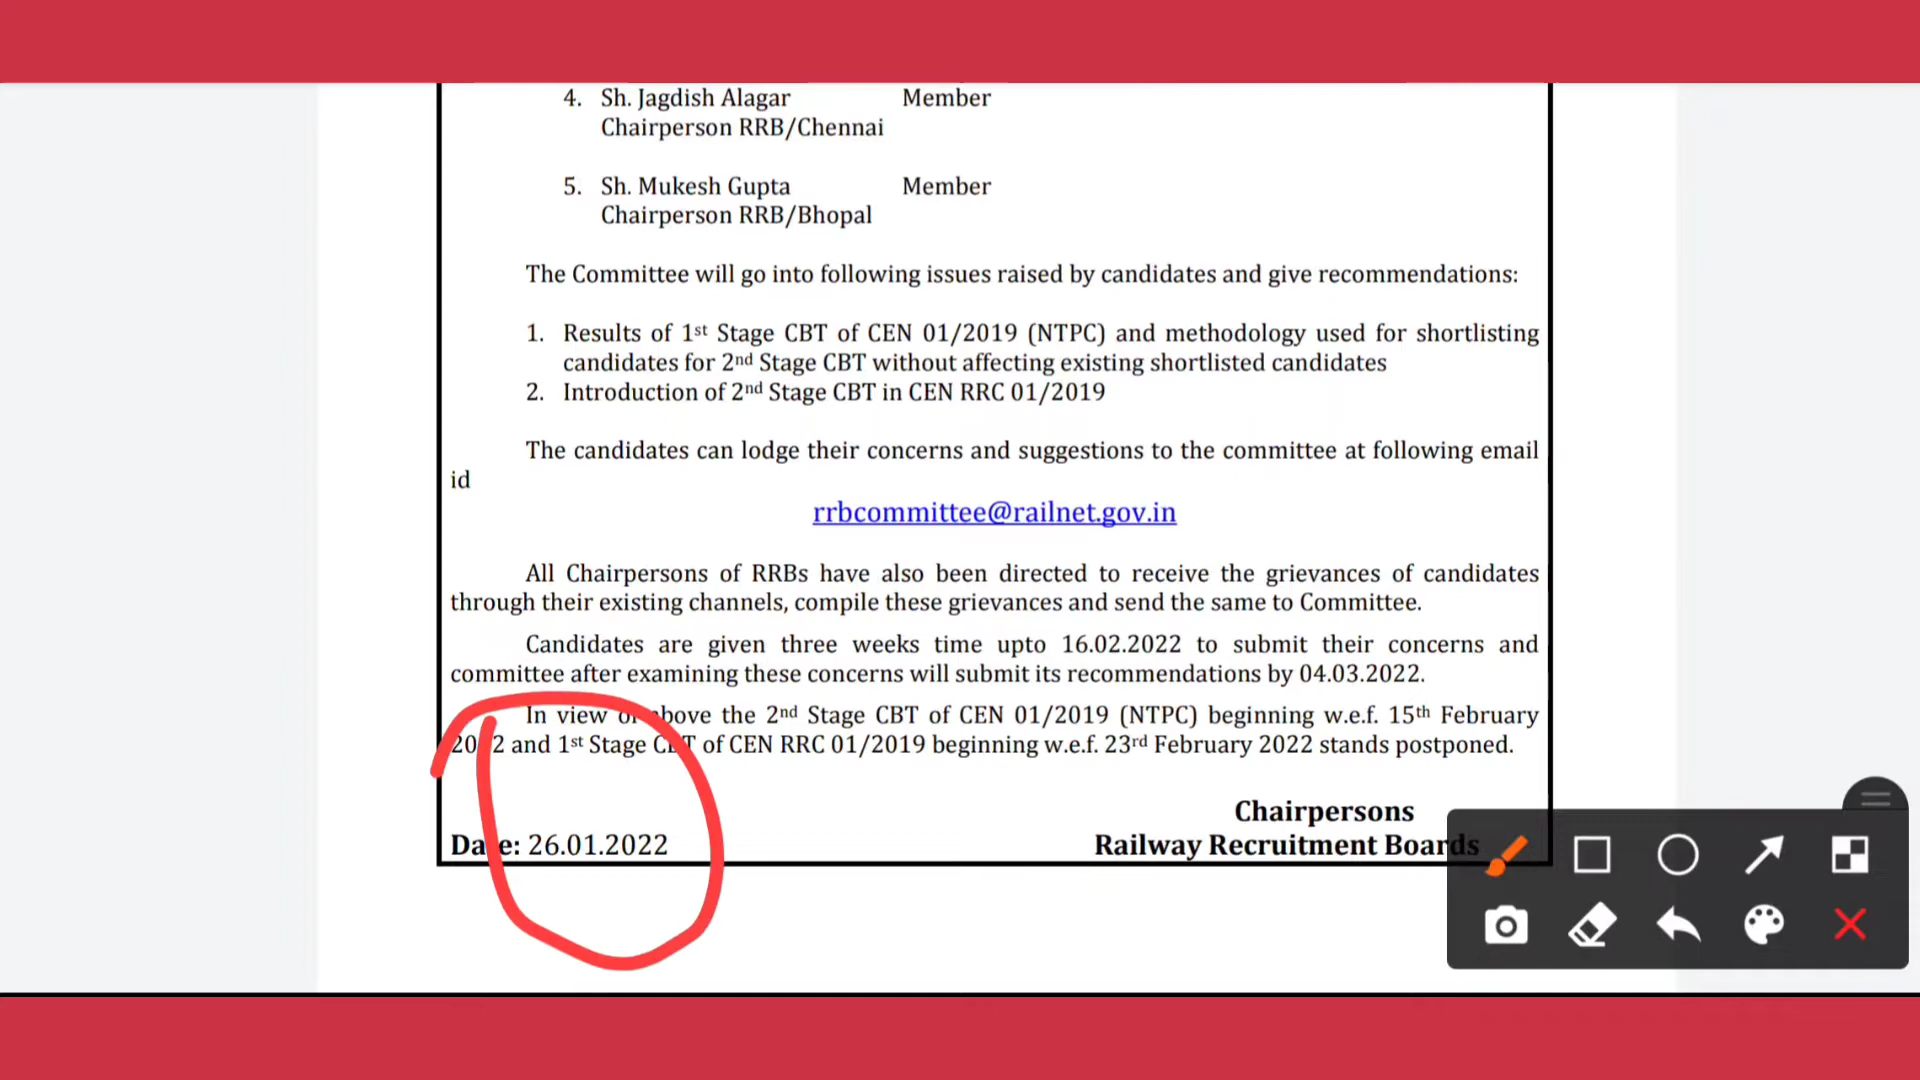 4. Sh. Jagdish Alagar Member
Chairperson RRB/Chennai
5. Sh. Mukesh Gupta Member
Chairperson RRB/Bhopal
The Committee will go into following issues raised by candidates and give recommendations:
1. Results of 1st Stage CBT of CEN 01/2019 (NTPC) and methodology used for shortlisting
candidates for 2nd Stage CBT without affecting existing shortlisted candidates
2. Introduction of 2nd Stage CBT in CEN RRC 01/2019
The candidates can lodge their concerns and suggestions to the committee at following email
id
rrbcommittee@railnet.gov.in
All Chairpersons of RRBs have also been directed to receive the grievances of candidates
through their existing channels, compile these grievances and send the same to Committee.
Candidates are given three weeks time upto 16.02.2022 to submit their concerns and
committee after examining these concerns will submit its recommendations by 04.03.2022.
In view of above the 2nd Stage CBT of CEN 01/2019 (NTPC) beginning w.e.f. 15th February
2022 and 1st Stage CBT of CEN RRC 01/2019 beginning w.e.f. 23rd February 2022 stands postponed.
Chairpersons
Date: 26.01.2022 Railway Recruitment Boards